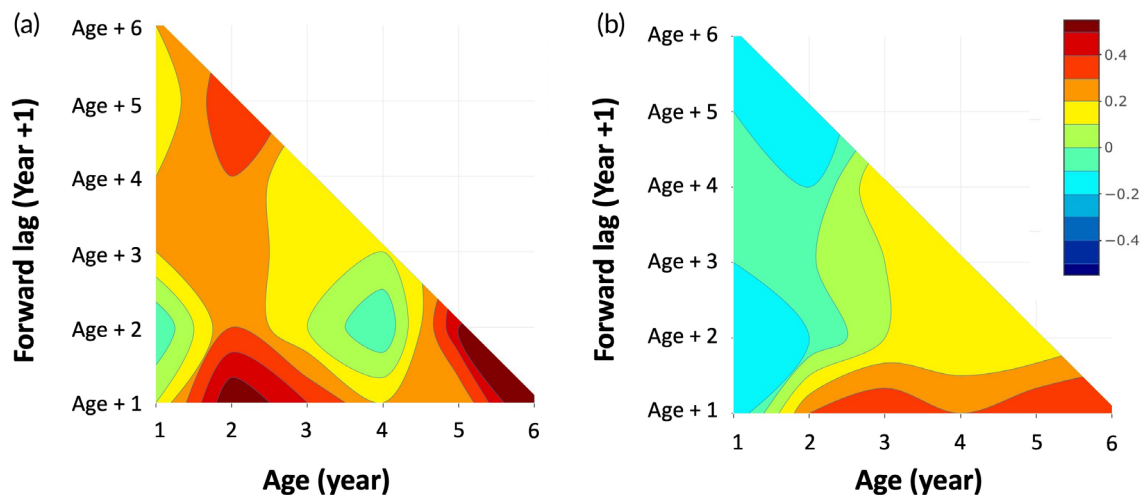 (a)
Age + 6
Age + 5
Age + 4
Age + 3
Age + 2
Age + 1
Forward lag (Year +1)
1 2 3 4 5 6
Age (year)
(b)
Age + 6
Age + 5
Age + 4
Age + 3
Age + 2
Age + 1
Forward lag (Year +1)
1 2 3 4 5 6
Age (year)
0.4
0.2
0
−0.2
−0.4